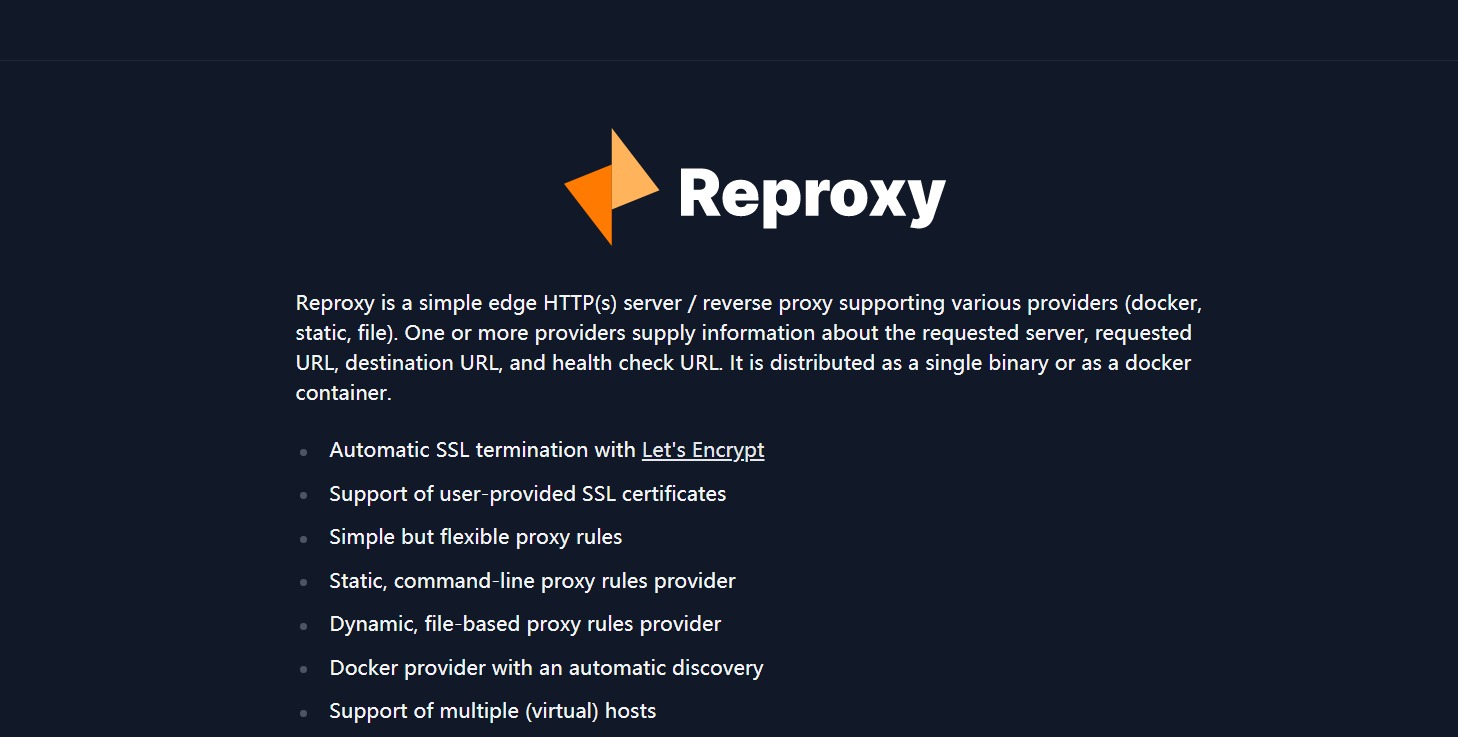 Reproxy
Reproxy is a simple edge HTTP(s) server / reverse proxy supporting various providers (docker,
static, file). One or more providers supply information about the requested server, requested
URL, destination URL, and health check URL. It is distributed as a single binary or as a docker
container.
Automatic SSL termination with Let's Encrypt
Support of user-provided SSL certificates
Simple but flexible proxy rules
Static, command-line proxy rules provider
Dynamic, file-based proxy rules provider
Docker provider with an automatic discovery
Support of multiple (virtual) hosts